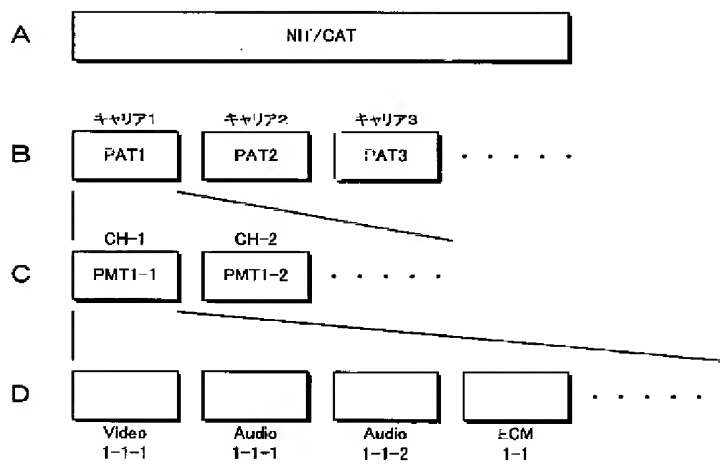 A
NIT/CAT
キャリア1 キャリア2 キャリア3
B
PAT1 PAT2 PAT3 ・・・・・
CH-1 CH-2
C
PMT1-1 PMT1-2 ・・・・・
D
・・・・・
Video Audio Audio ECM
1-1-1 1-1-1 1-1-2 1-1